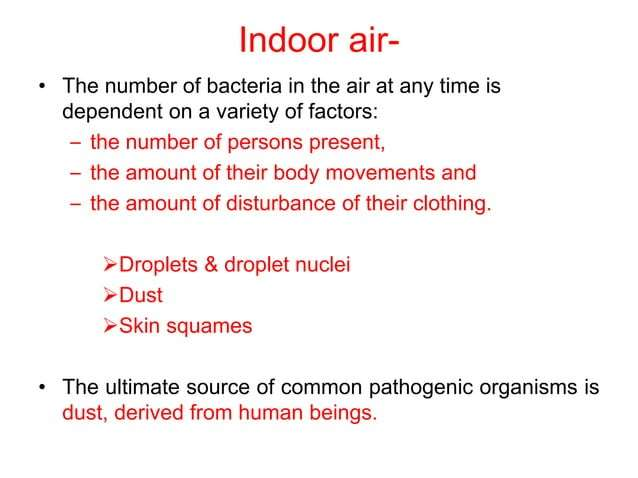 Indoor air-
• The number of bacteria in the air at any time is
dependent on a variety of factors:
– the number of persons present,
– the amount of their body movements and
– the amount of disturbance of their clothing.
➢Droplets & droplet nuclei
➢Dust
➢Skin squames
• The ultimate source of common pathogenic organisms is
dust, derived from human beings.